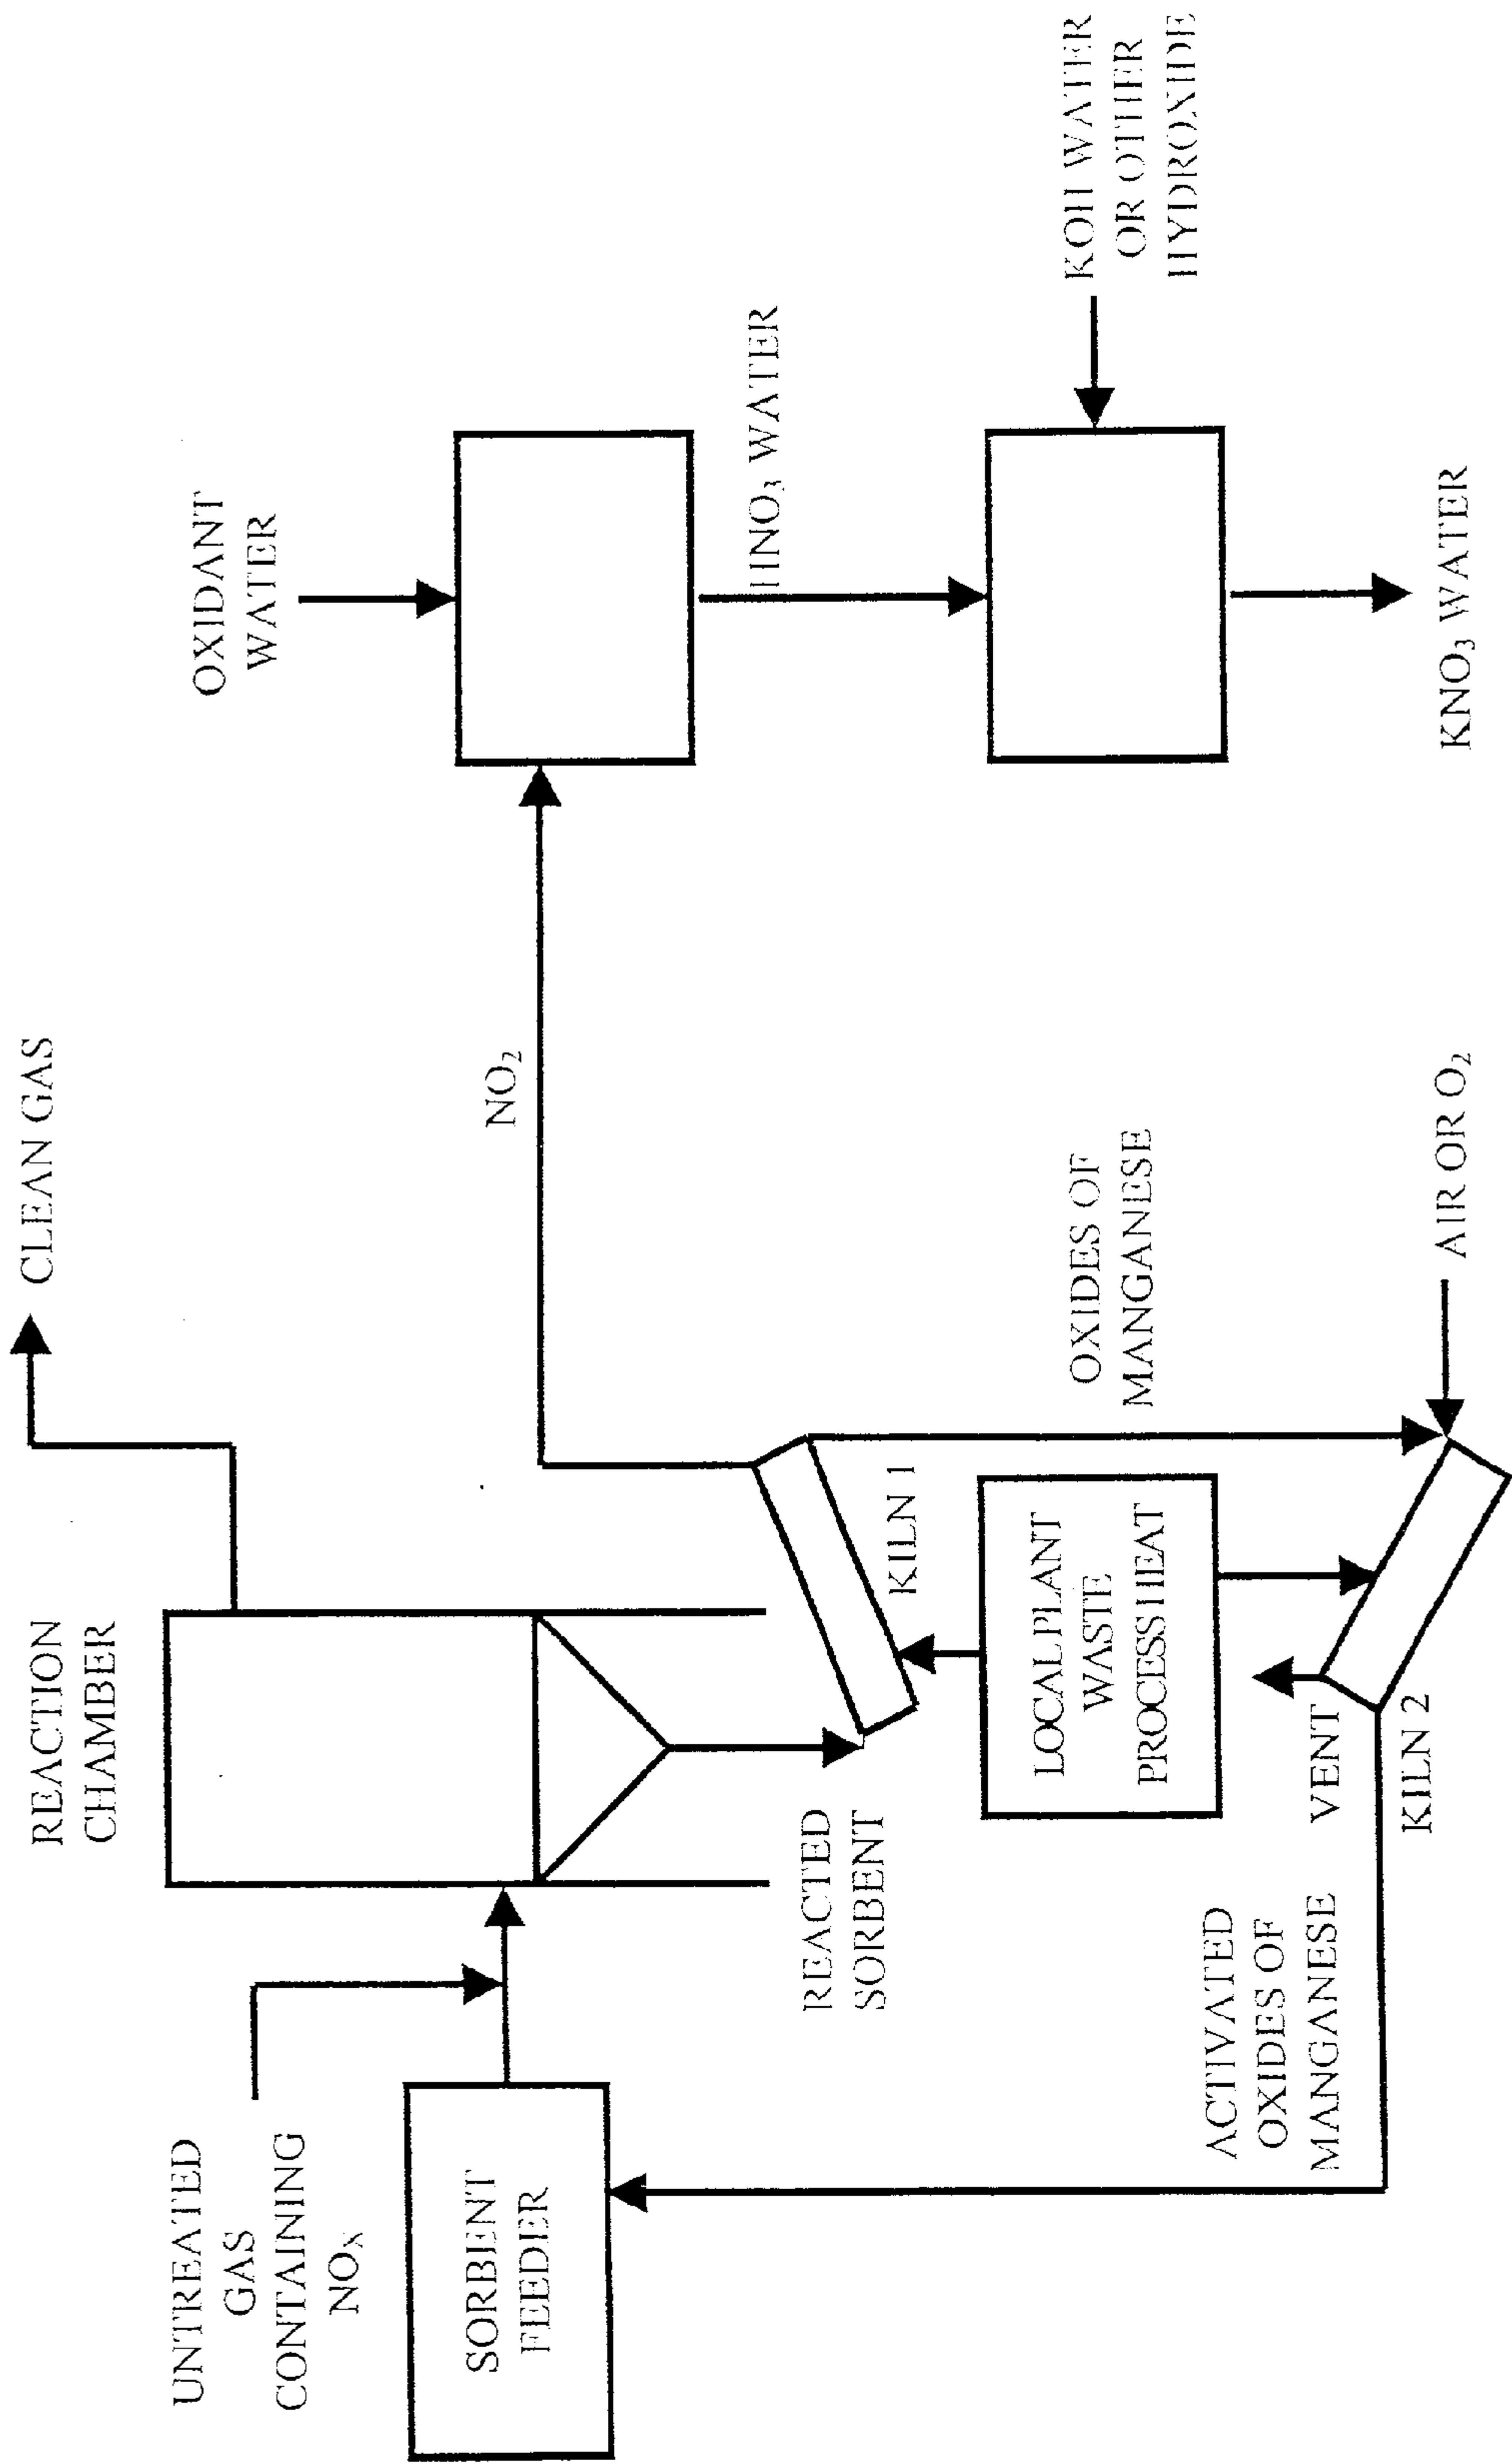 UNTREATED
GAS
CONTAINING
NOX
SORBENT
FEEDER
REACTION
CHAMBER
CLEAN GAS
REACTED
SORBENT
KILN 1
LOCAL PLANT
WASTE
PROCESS HEAT
VENT
KILN 2
ACTIVATED
OXIDES OF
MANGANESE
OXIDES OF
MANGANESE
AIR OR O2
NO2
OXIDANT
WATER
HNO3 WATER
KOH WATER
OR OTHER
HYDROXIDE
KNO3 WATER